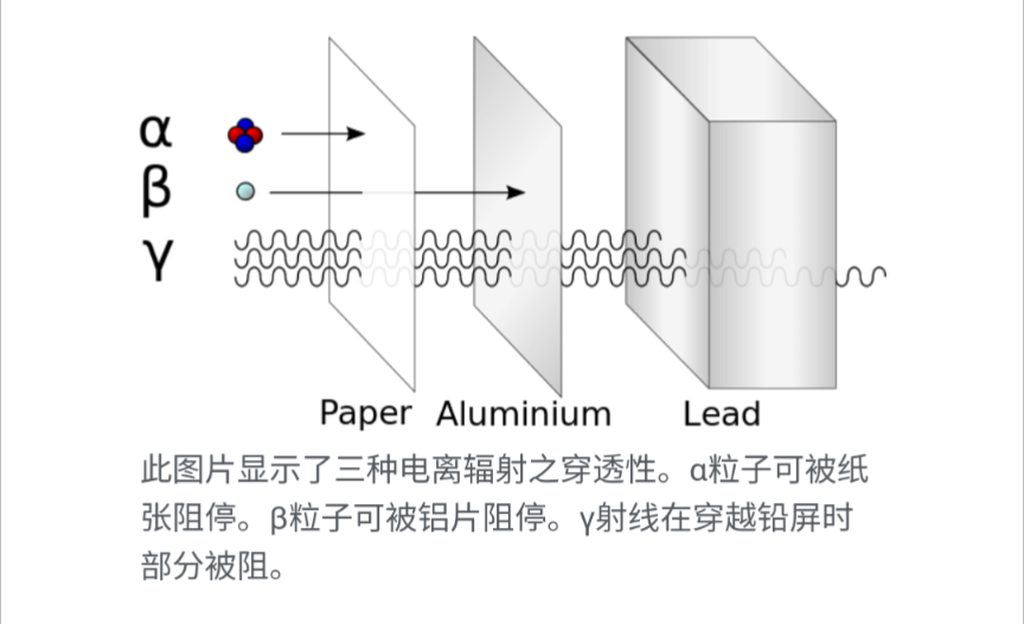 α
β
γ
Paper Aluminium Lead
此图片显示了三种电离辐射之穿透性。α粒子可被纸
张阻停。β粒子可被铝片阻停。γ射线在穿越铅屏时
部分被阻。